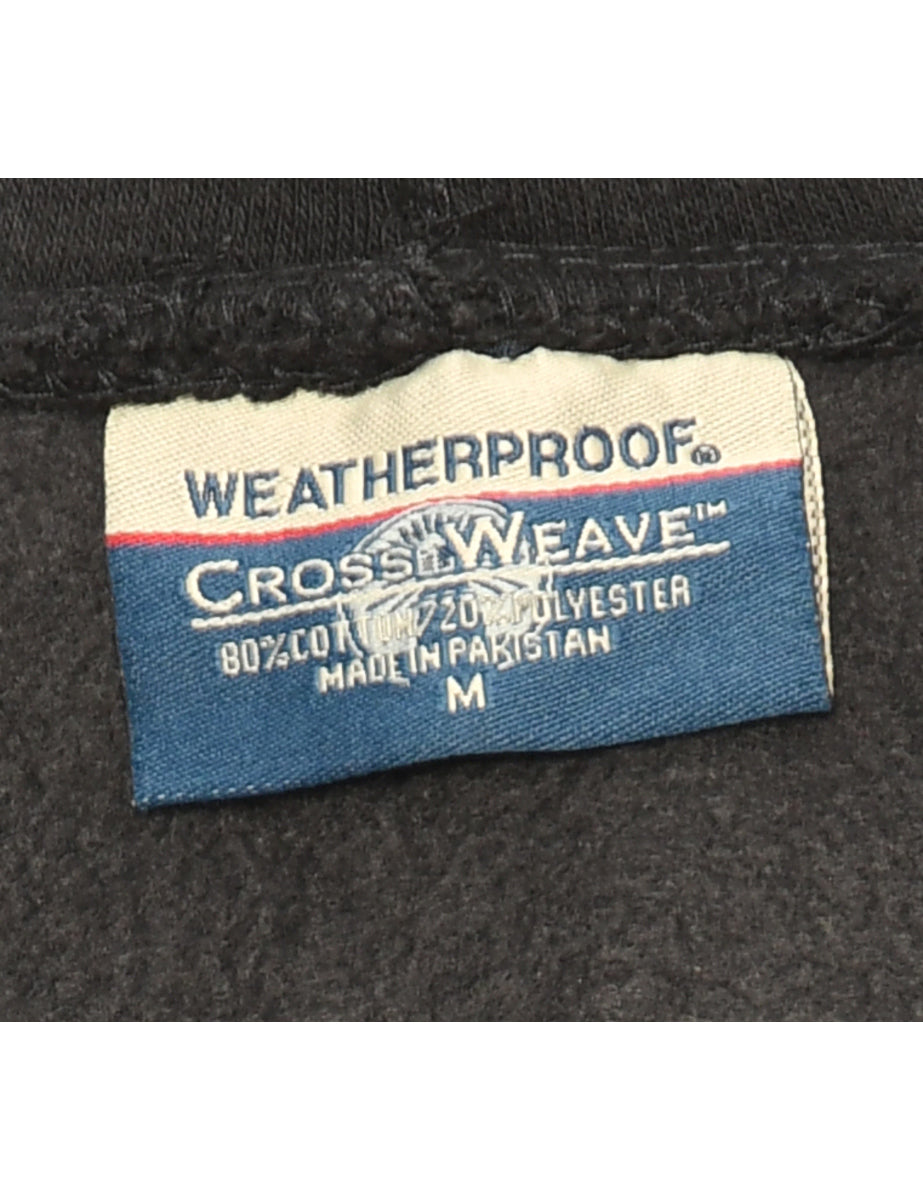 WEATHERPROOF®
CROSS WEAVE™
80% COTTON/20% POLYESTER
MADE IN PAKISTAN
M